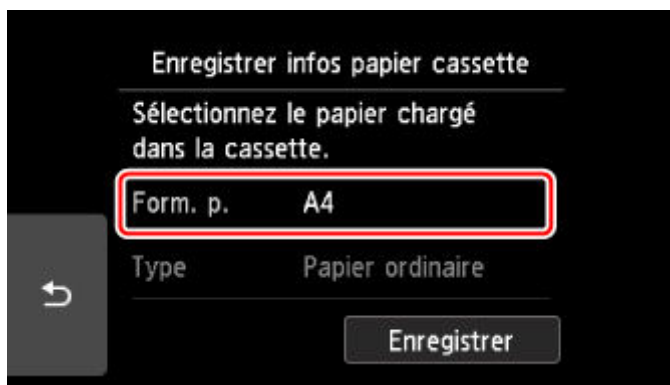 Enregistrer infos papier cassette
Sélectionnez le papier chargé
dans la cassette.
Form. p. A4
Type Papier ordinaire
Enregistrer